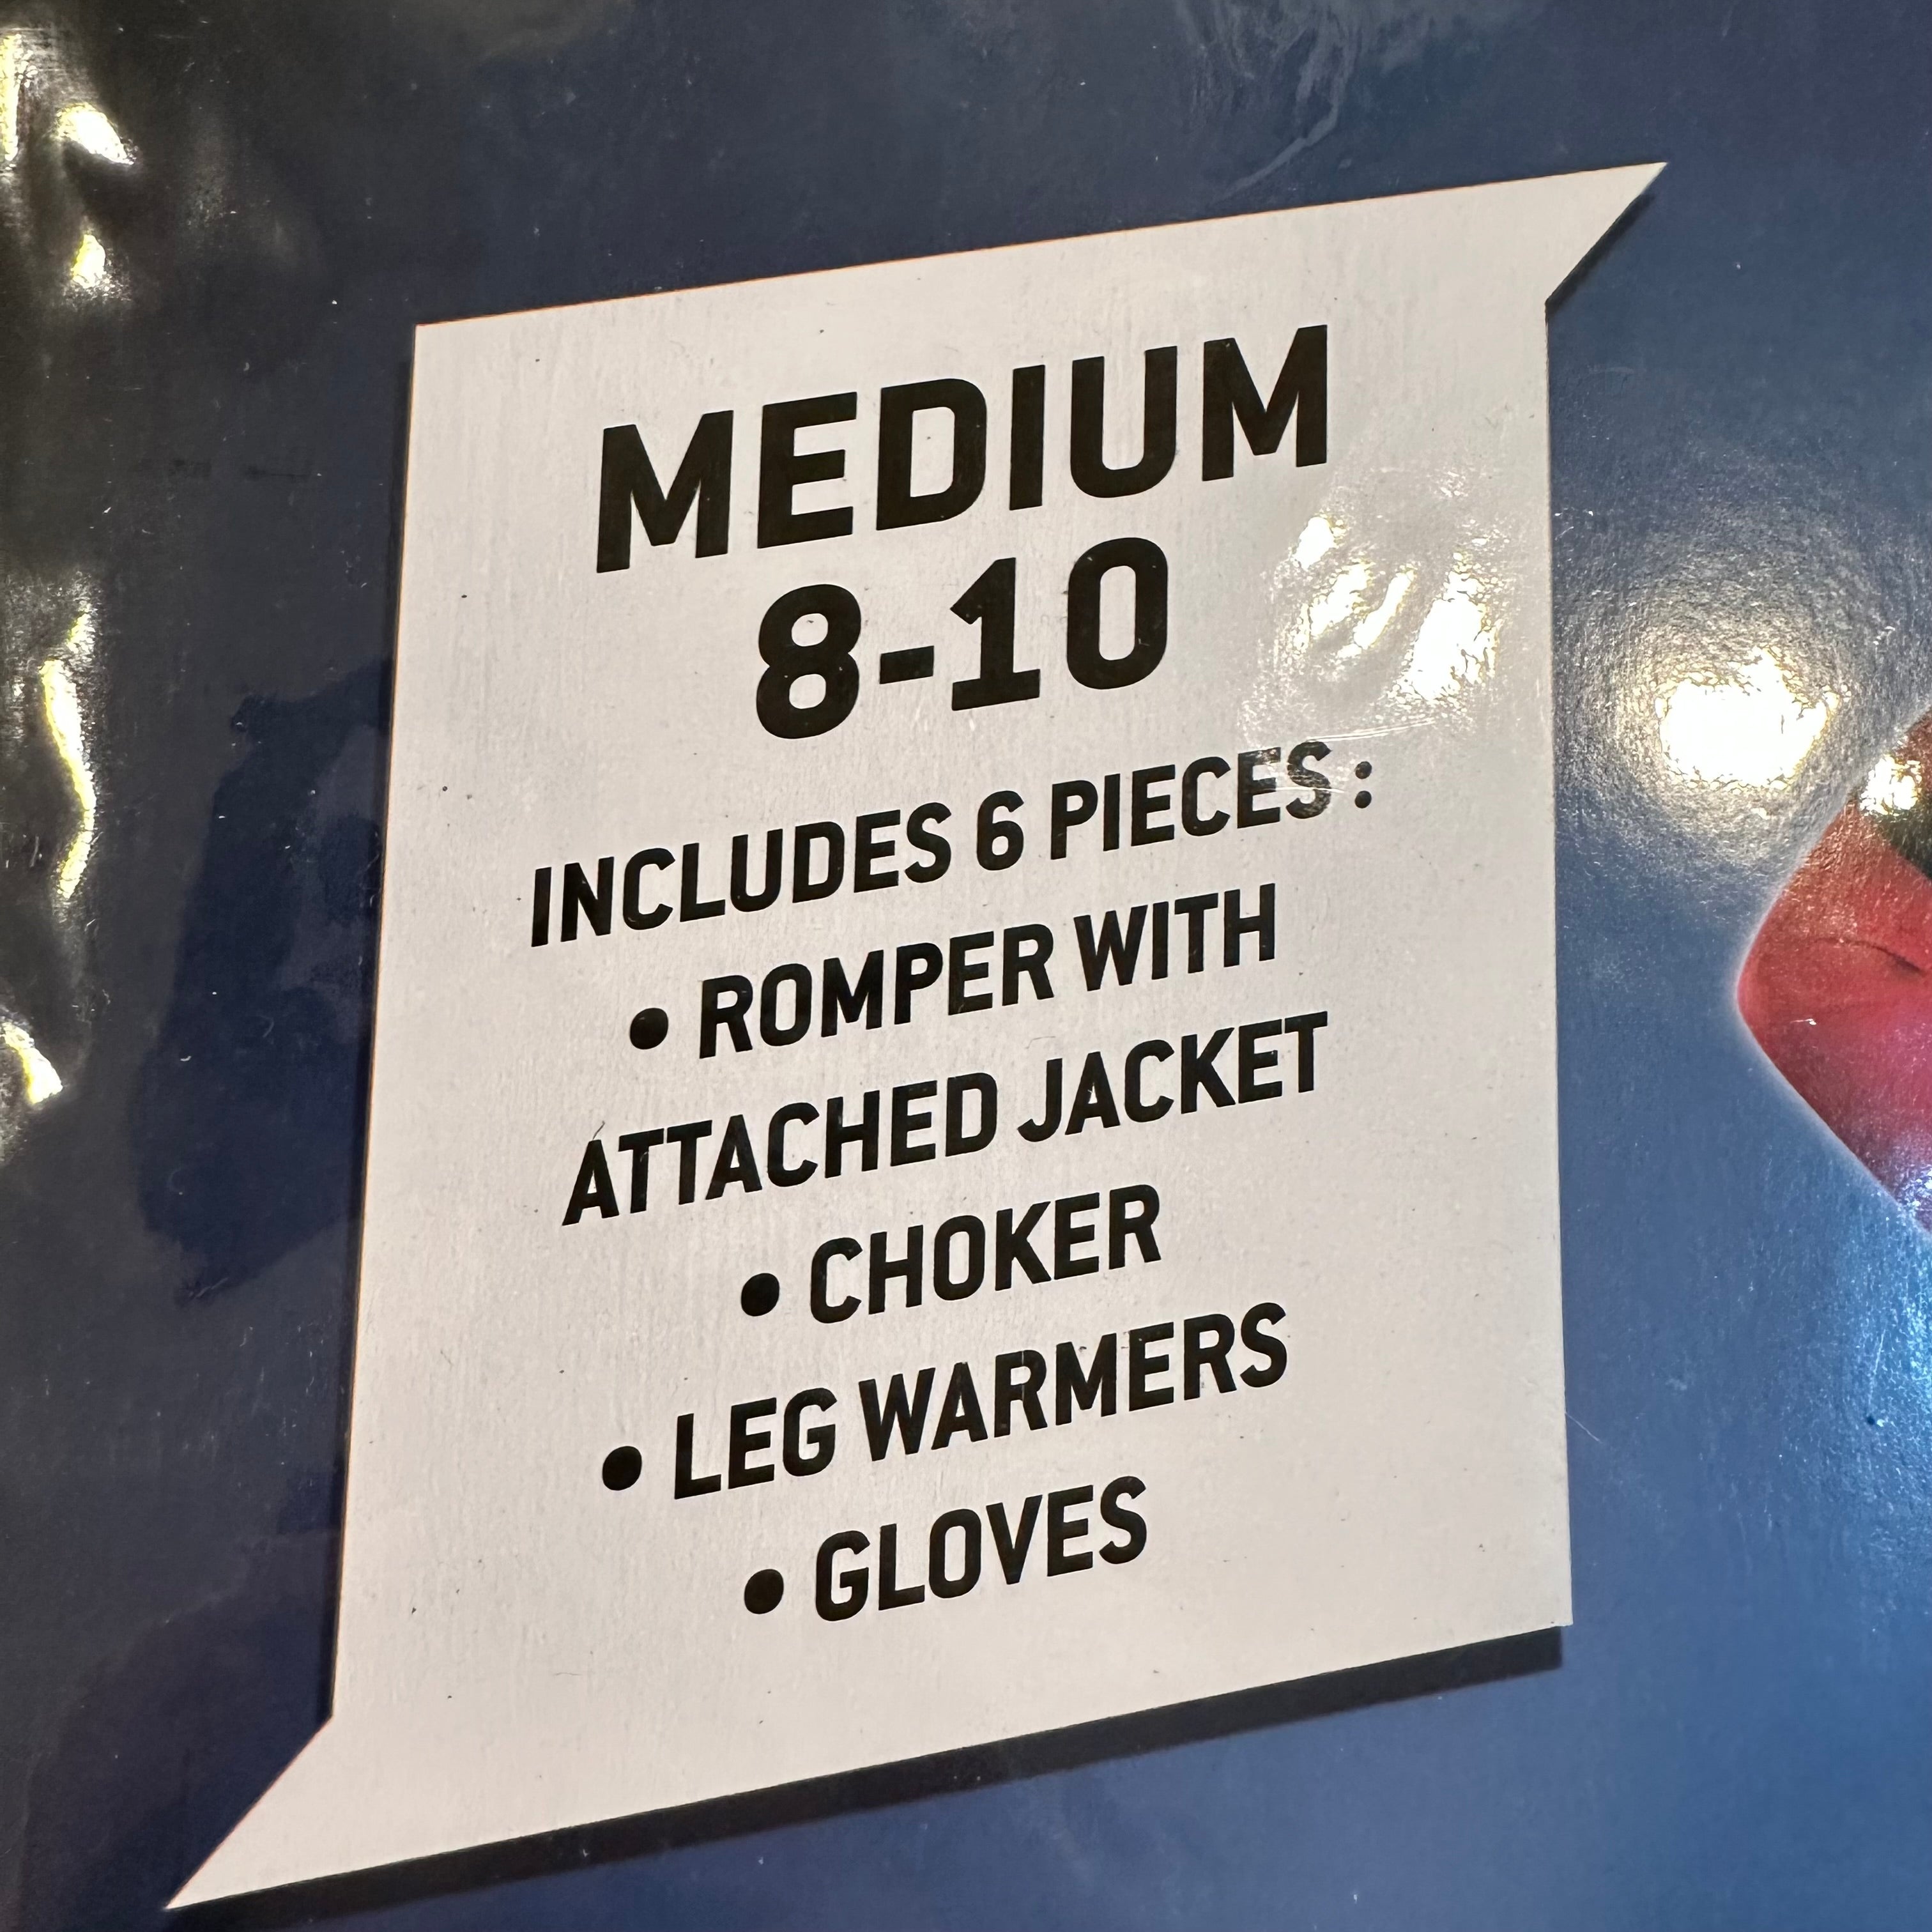 MEDIUM
8-10
INCLUDES 6 PIECES :
• ROMPER WITH
ATTACHED JACKET
• CHOKER
• LEG WARMERS
• GLOVES